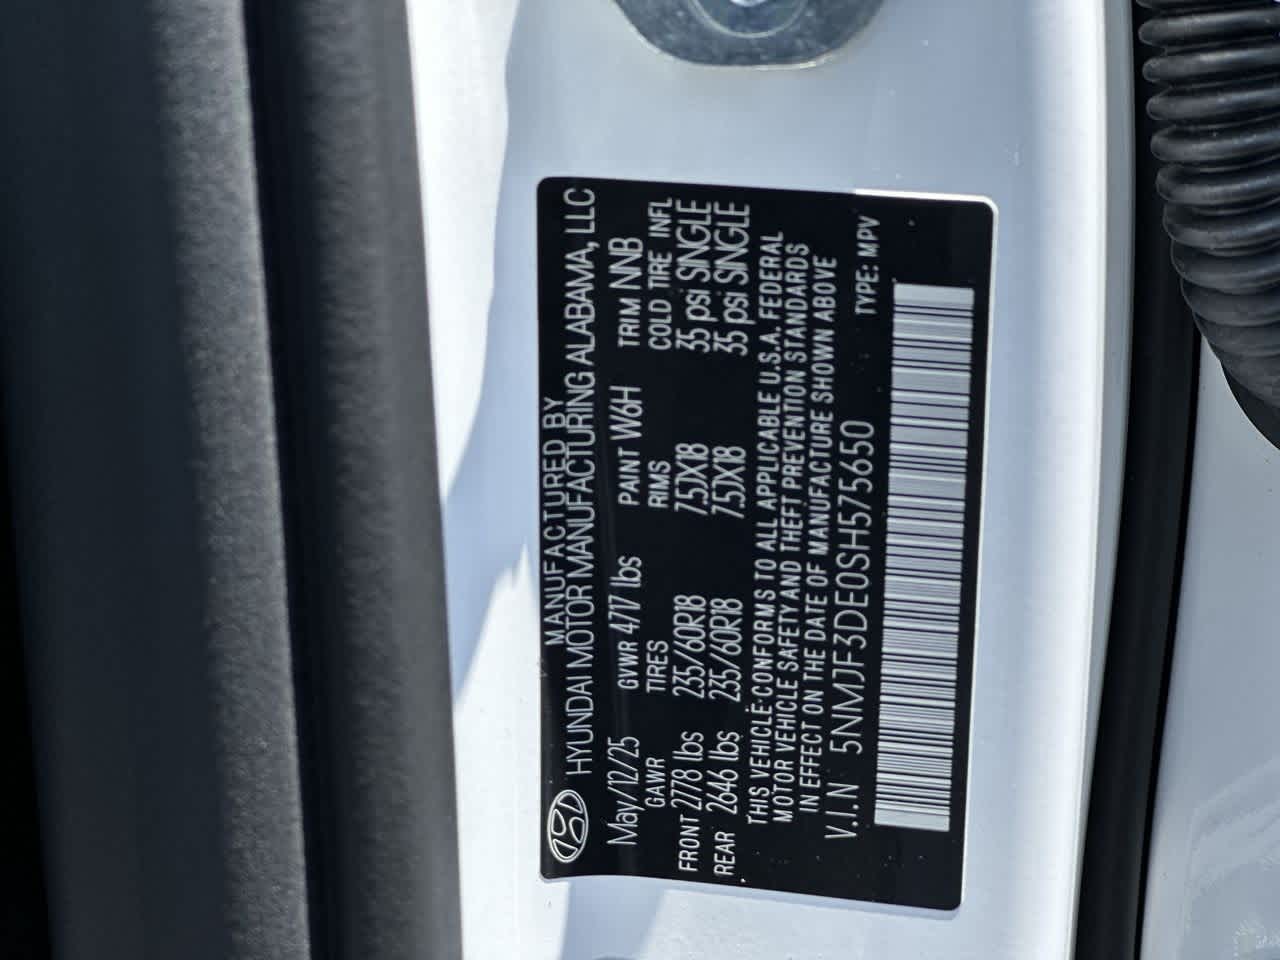 MANUFACTURED BY
HYUNDAI MOTOR MANUFACTURING ALABAMA, LLC
May/12/25 GVWR 4717 lbs PAINT W6H TRIM NNB
GAWR TIRES RIMS COLD TIRE INFL
FRONT 2778 lbs 235/60R18 7.5JX18 35 psi SINGLE
REAR 2646 lbs 235/60R18 7.5JX18 35 psi SINGLE
THIS VEHICLE CONFORMS TO ALL APPLICABLE U.S.A. FEDERAL
MOTOR VEHICLE SAFETY AND THEFT PREVENTION STANDARDS
IN EFFECT ON THE DATE OF MANUFACTURE SHOWN ABOVE
V.I.N 5NMJF3DE0SH575650 TYPE: MPV